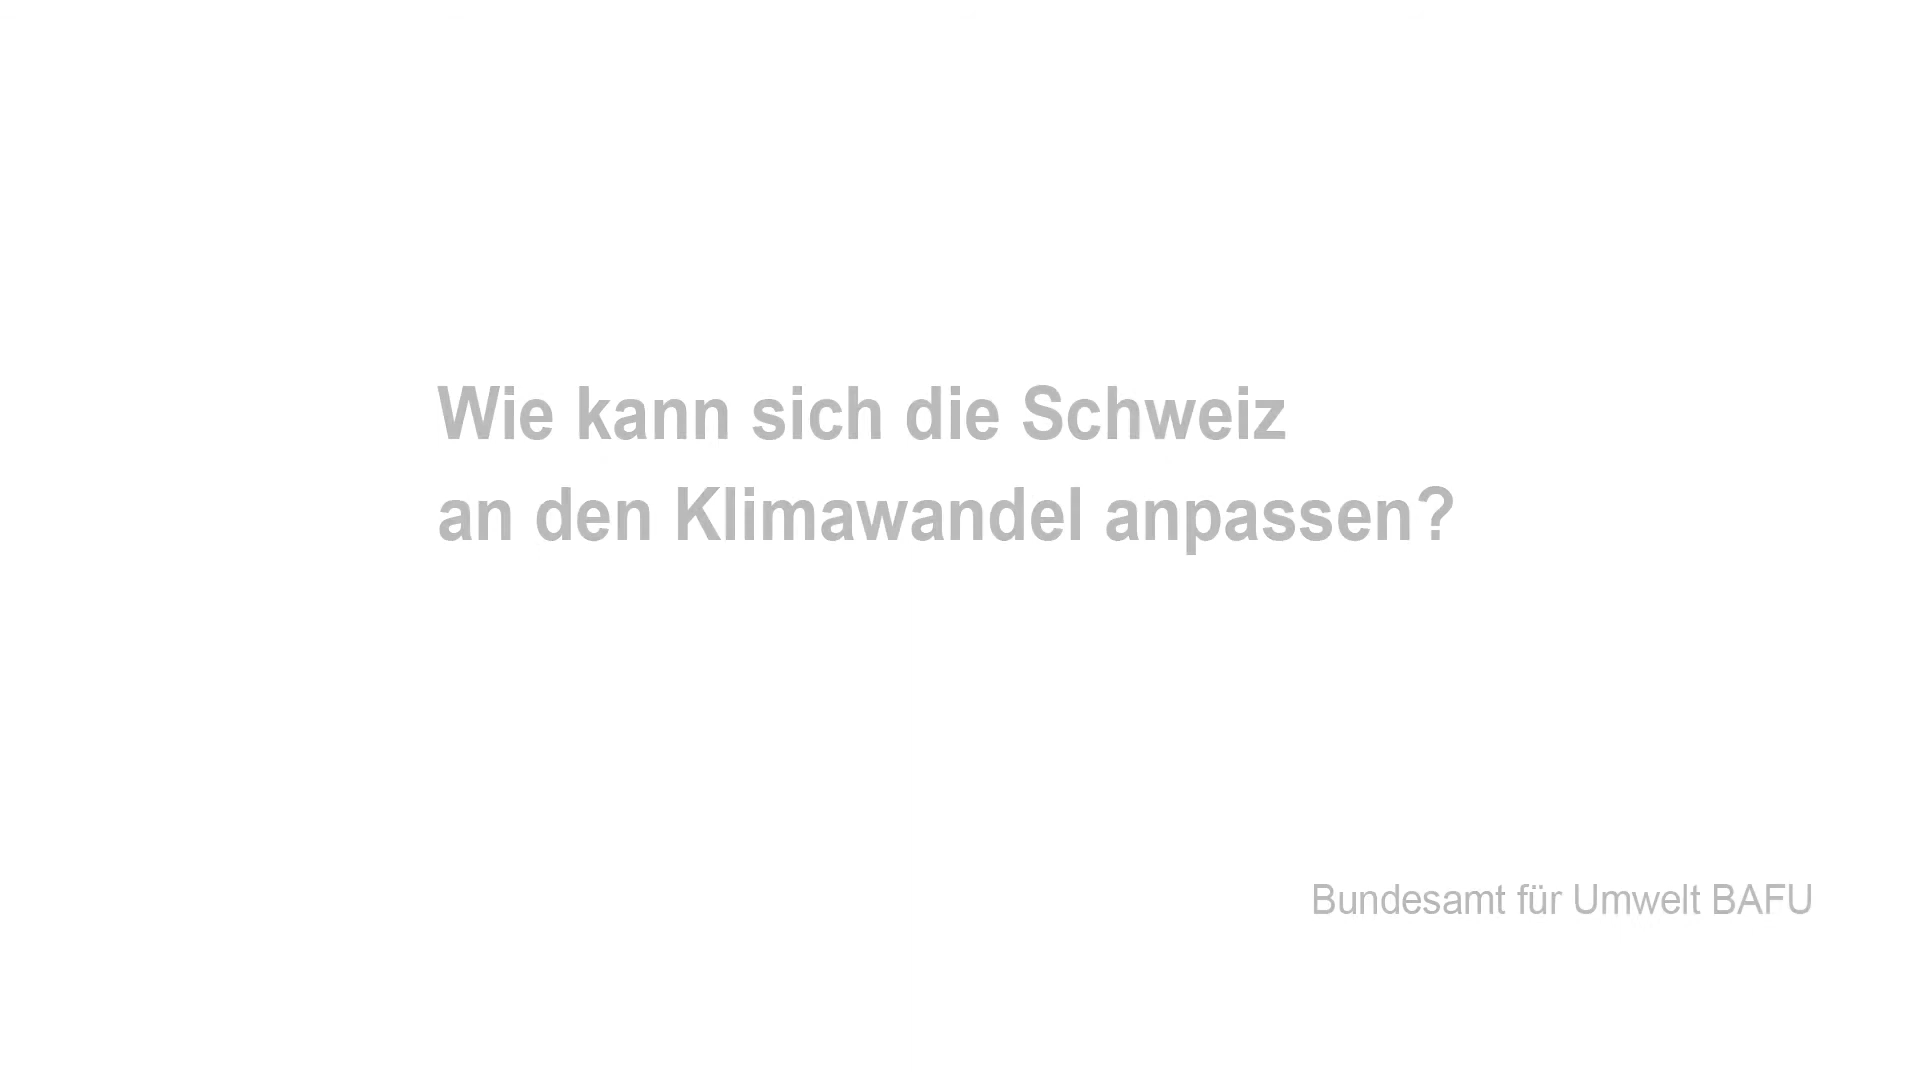 Wie kann sich die Schweiz
an den Klimawandel anpassen?
Bundesamt für Umwelt BAFU